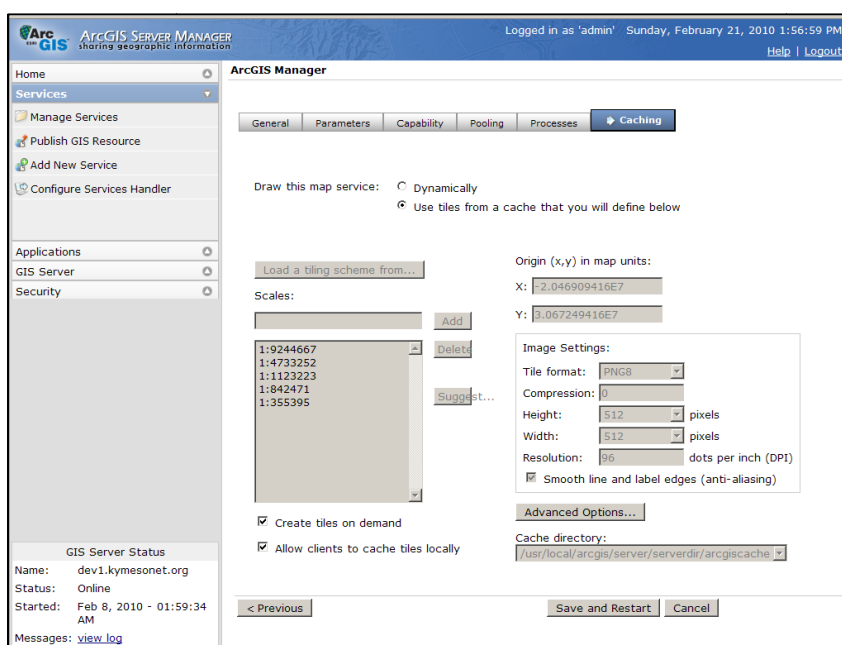 Arc GIS ArcGIS SERVER MANAGER
sharing geographic information
Logged in as 'admin' Sunday, February 21, 2010 1:56:59 PM
Help | Logout
Home
Services
Manage Services
Publish GIS Resource
Add New Service
Configure Services Handler
Applications
GIS Server
Security
GIS Server Status
Name: dev1.kymesonet.org
Status: Online
Started: Feb 8, 2010 - 01:59:34
AM
Messages: view log
ArcGIS Manager
General Parameters Capability Pooling Processes Caching
Draw this map service: Dynamically
Use tiles from a cache that you will define below
Load a tiling scheme from...
Scales:
Add
1:9244667
1:4733252
1:1123223
1:842471
1:355395
Delete
Suggest...
Create tiles on demand
Allow clients to cache tiles locally
Origin (x,y) in map units:
X: -2.046909416E7
Y: 3.067249416E7
Image Settings:
Tile format: PNG8
Compression: 0
Height: 512 pixels
Width: 512 pixels
Resolution: 96 dots per inch (DPI)
Smooth line and label edges (anti-aliasing)
Advanced Options...
Cache directory:
/usr/local/arcgis/server/serverdir/arcgiscache
< Previous
Save and Restart Cancel